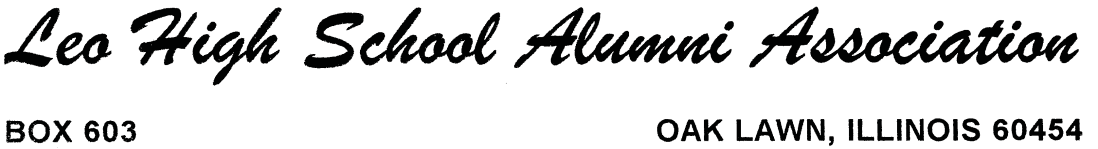 Leo High School Alumni Association
BOX 603 OAK LAWN, ILLINOIS 60454